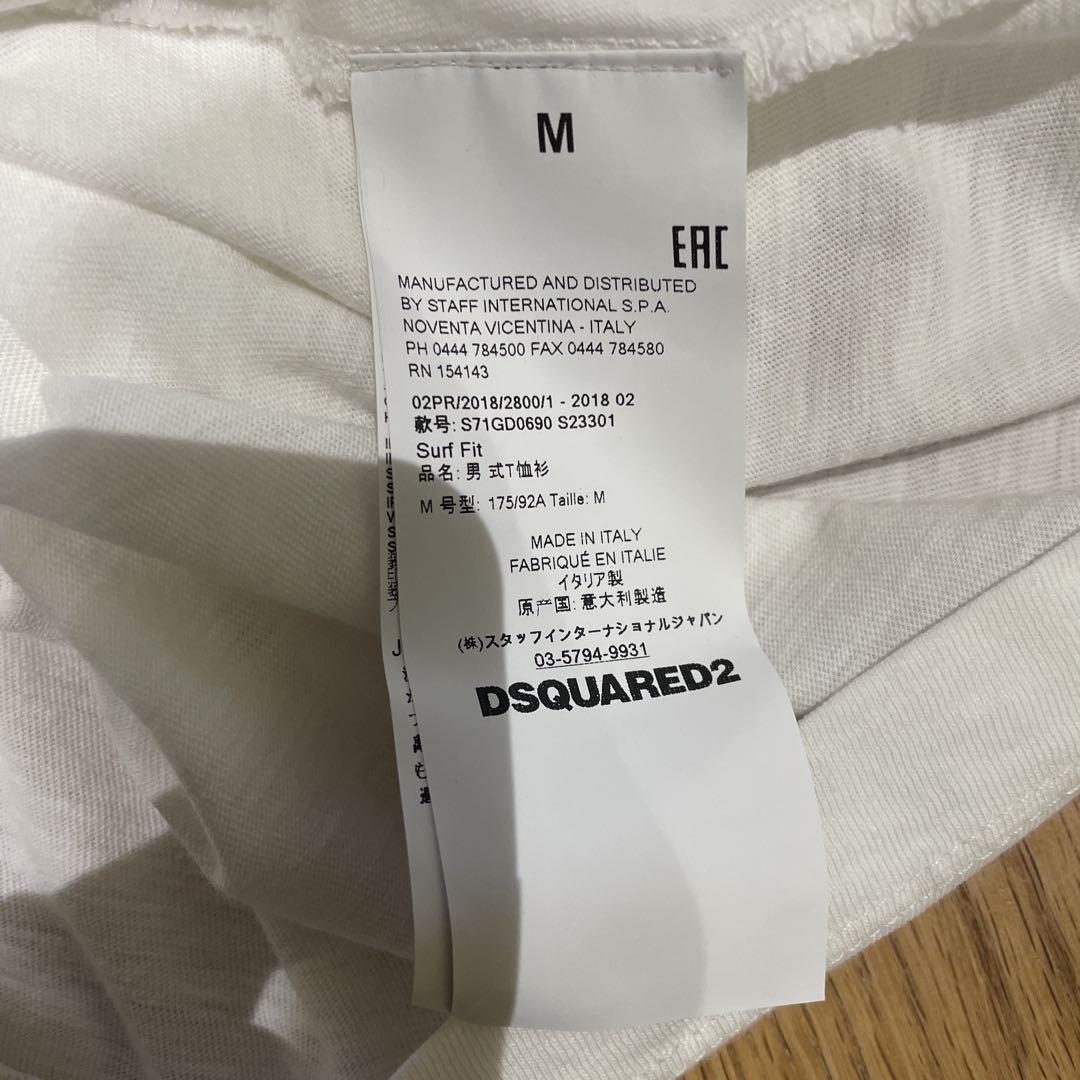 M
EAC
MANUFACTURED AND DISTRIBUTED
BY STAFF INTERNATIONAL S.P.A.
NOVENTA VICENTINA - ITALY
PH 0444 784500 FAX 0444 784580
RN 154143
02PR/2018/2800/1 - 2018 02
款号: S71GD0690 S23301
Surf Fit
品名: 男 式T恤衫
M 号型: 175/92A Taille: M
MADE IN ITALY
FABRIQUÉ EN ITALIE
イタリア製
原产国: 意大利製造
(株)スタッフインターナショナルジャパン
03-5794-9931
DSQUARED2